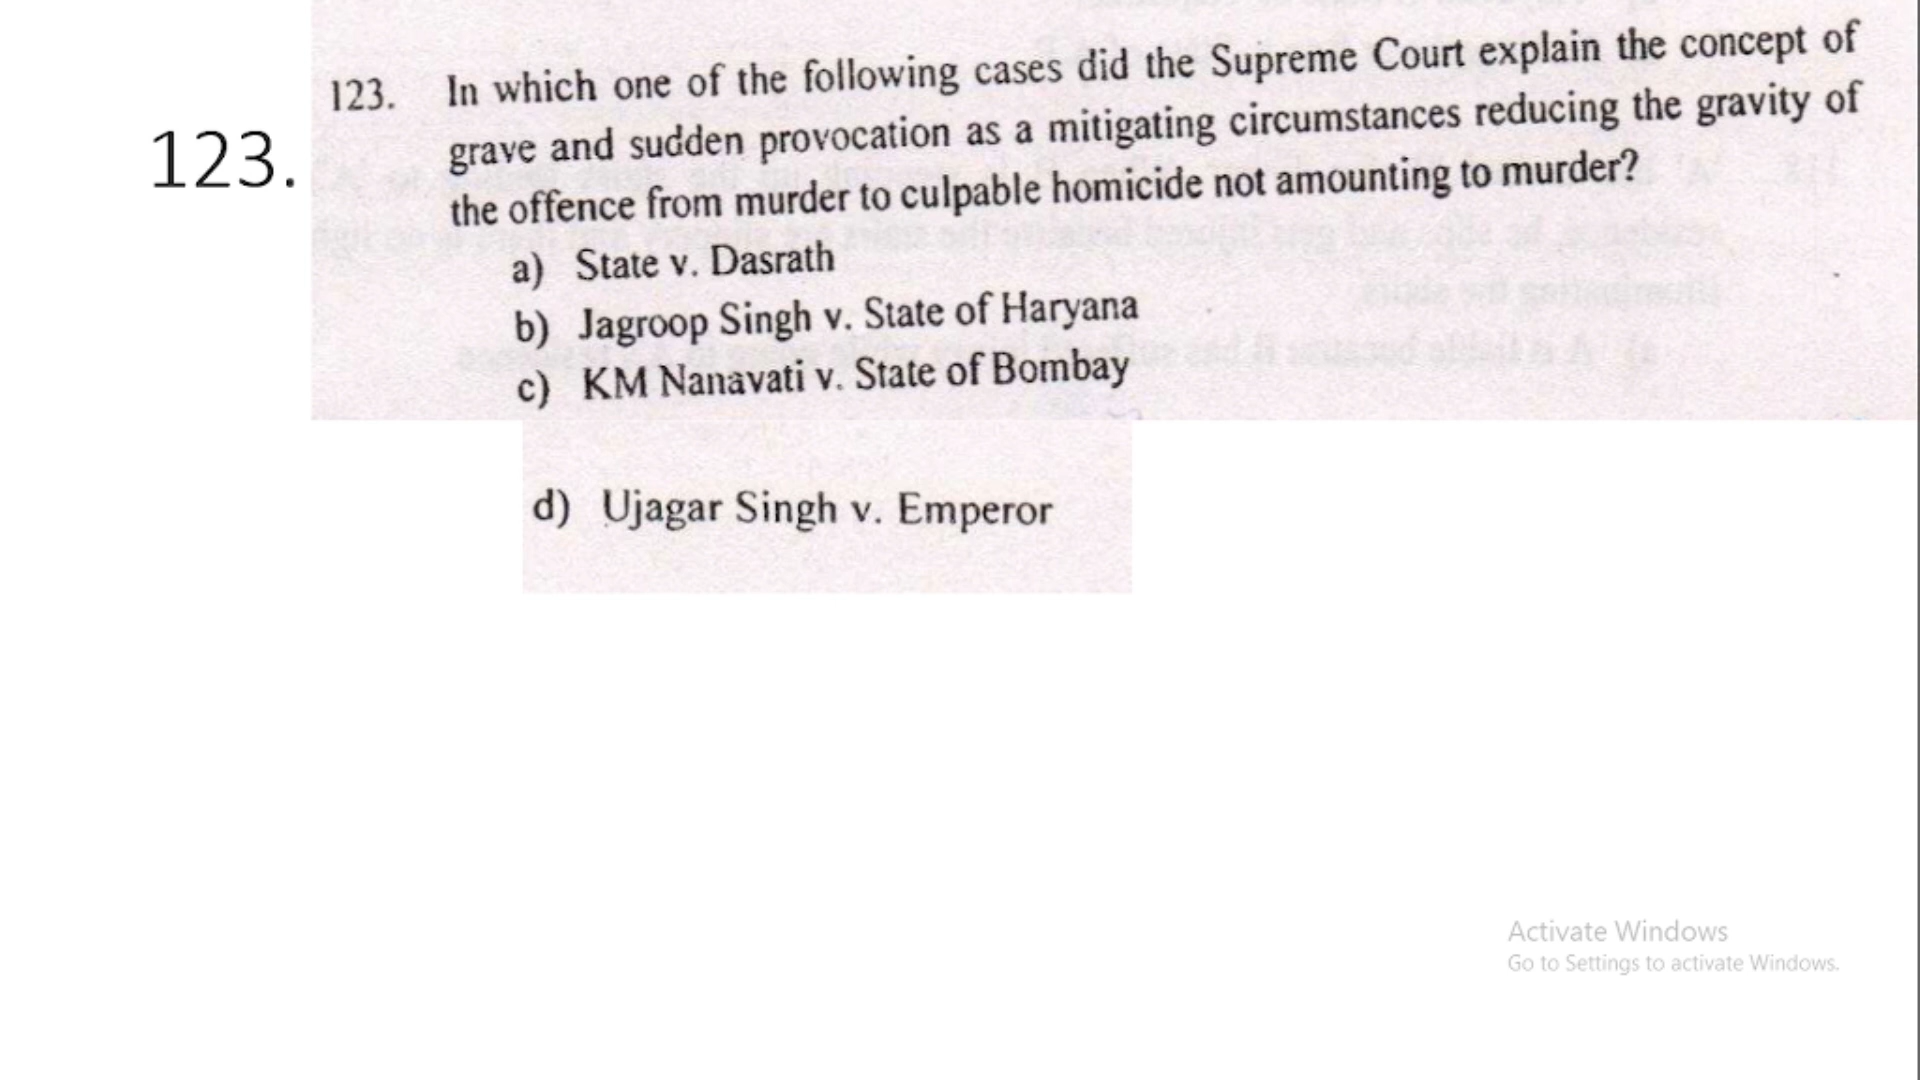 123.
123. In which one of the following cases did the Supreme Court explain the concept of
grave and sudden provocation as a mitigating circumstances reducing the gravity of
the offence from murder to culpable homicide not amounting to murder?
a) State v. Dasrath
b) Jagroop Singh v. State of Haryana
c) KM Nanavati v. State of Bombay
d) Ujagar Singh v. Emperor
Activate Windows
Go to Settings to activate Windows.